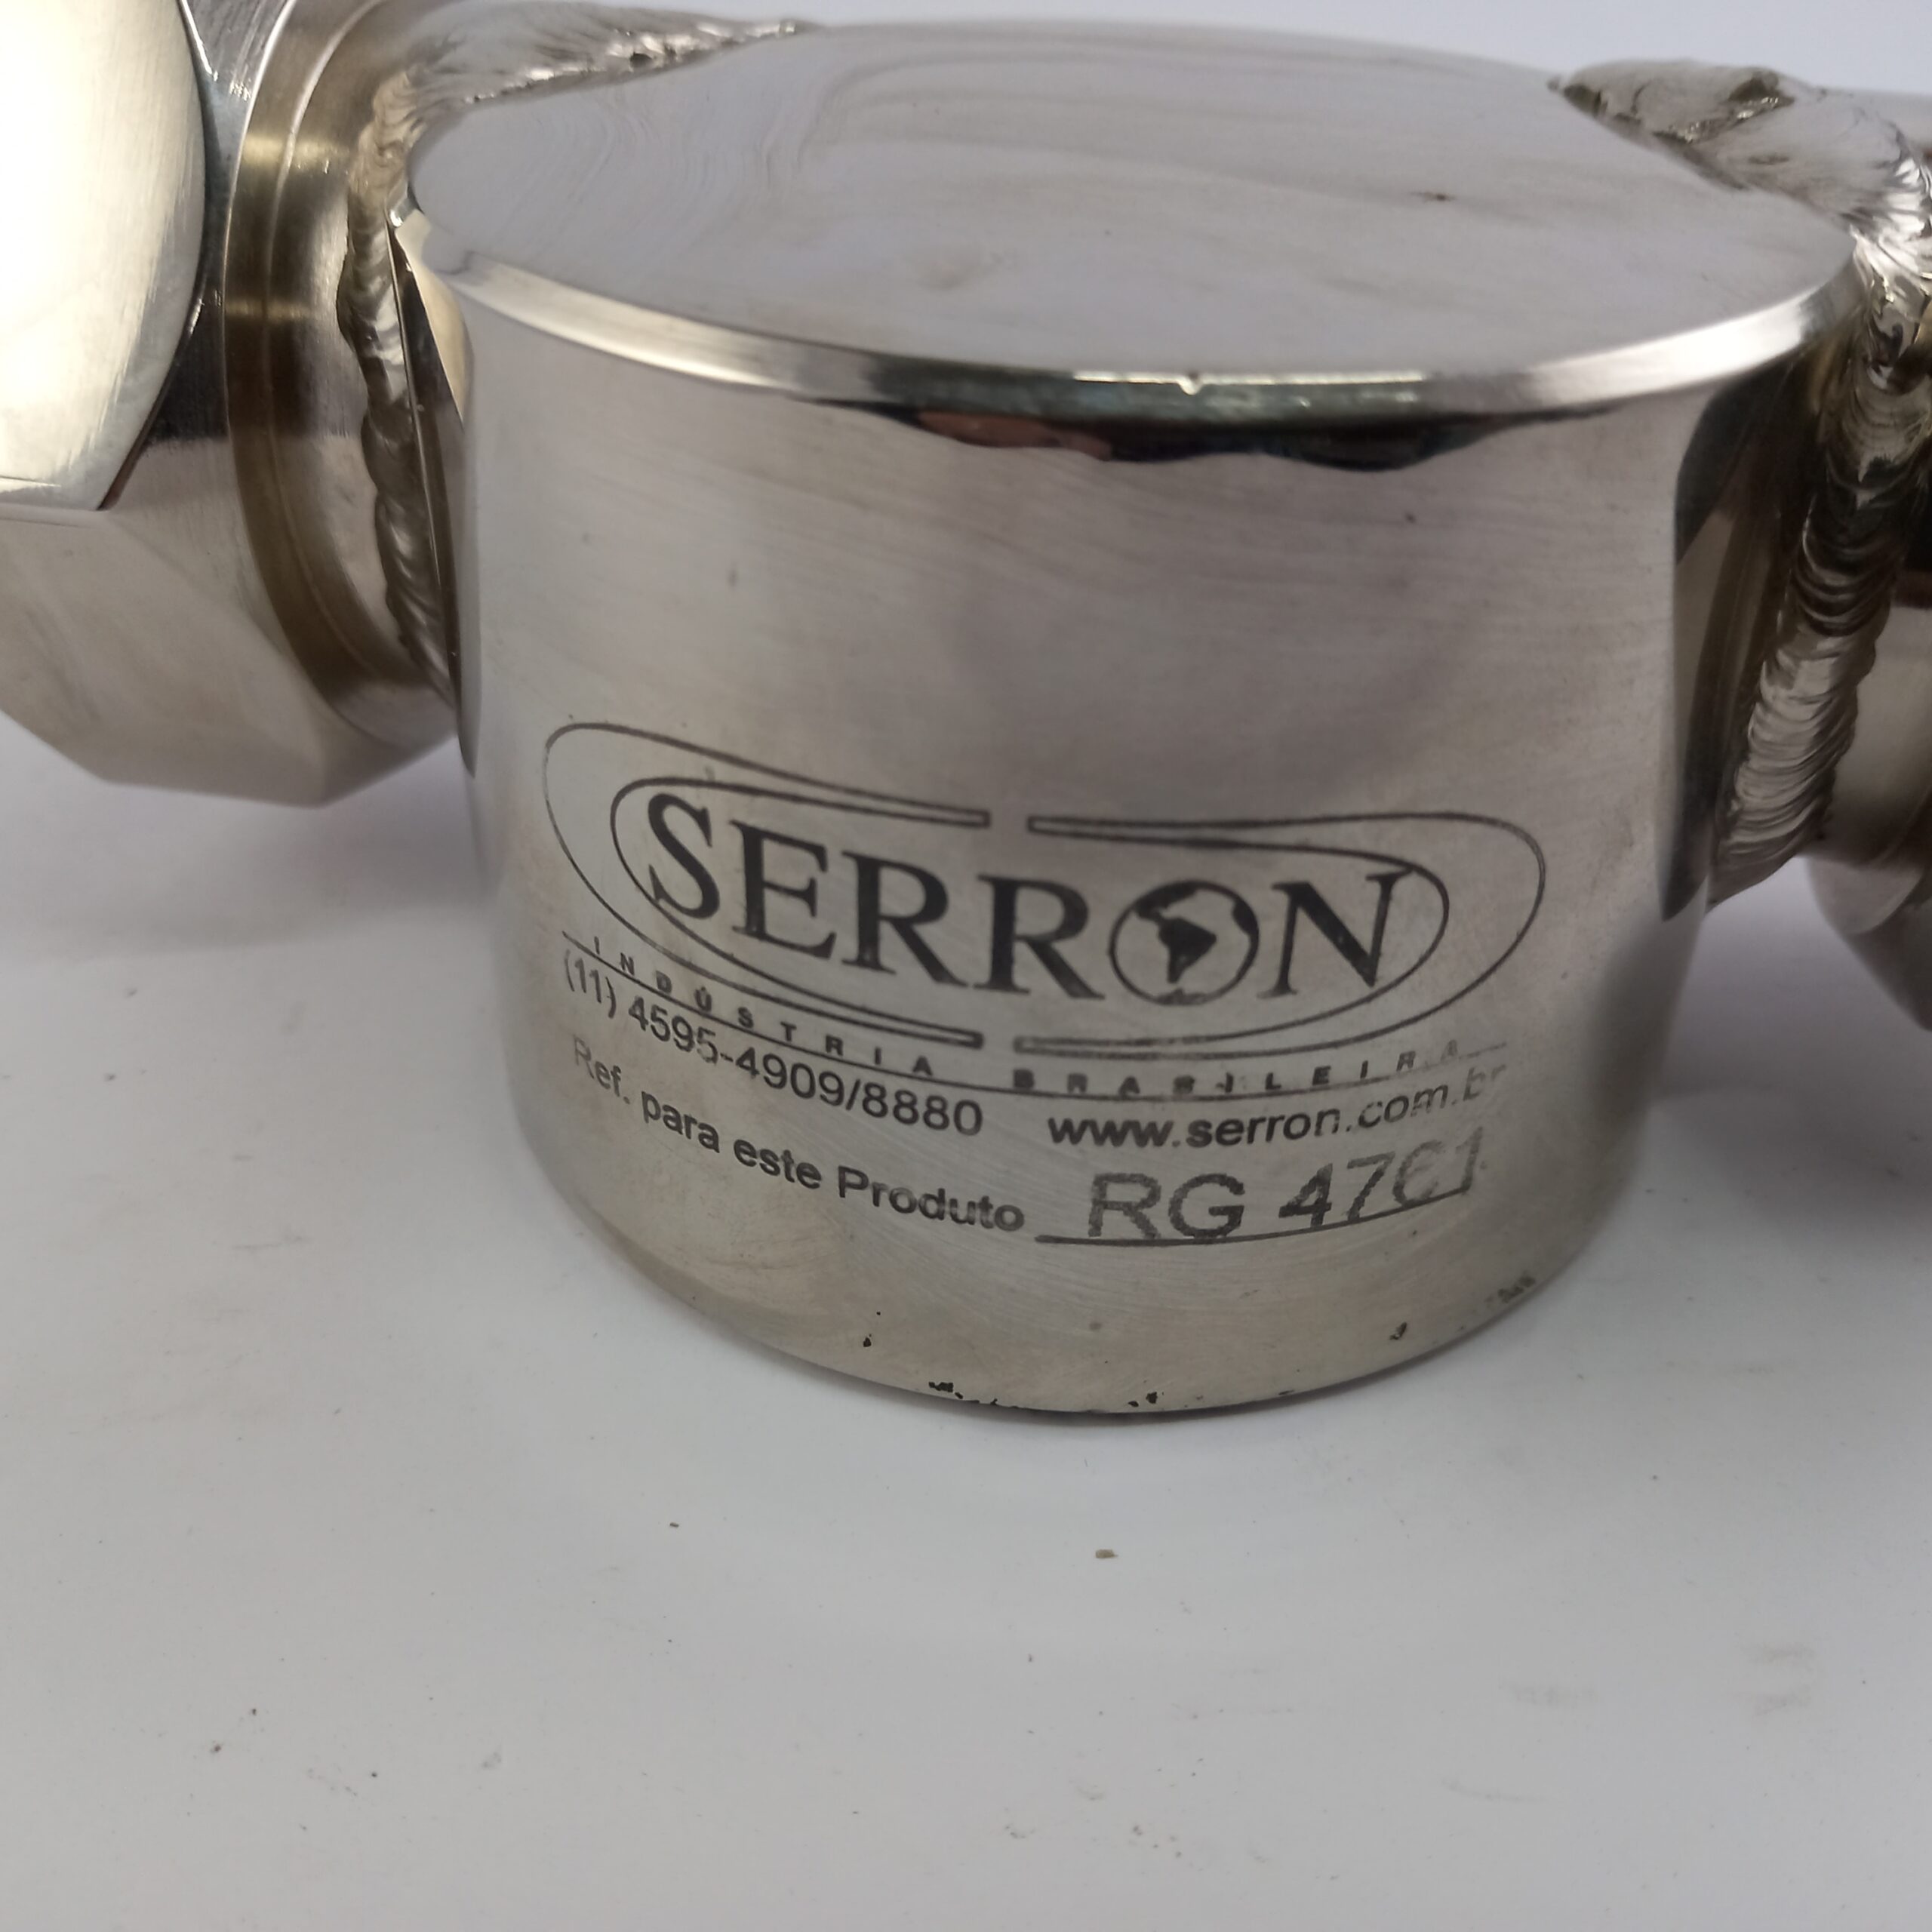 SERRON
INDÚSTRIA BRASILEIRA
(11) 4595-4909/8880 www.serron.com.br
Ref. para este Produto RG 4761